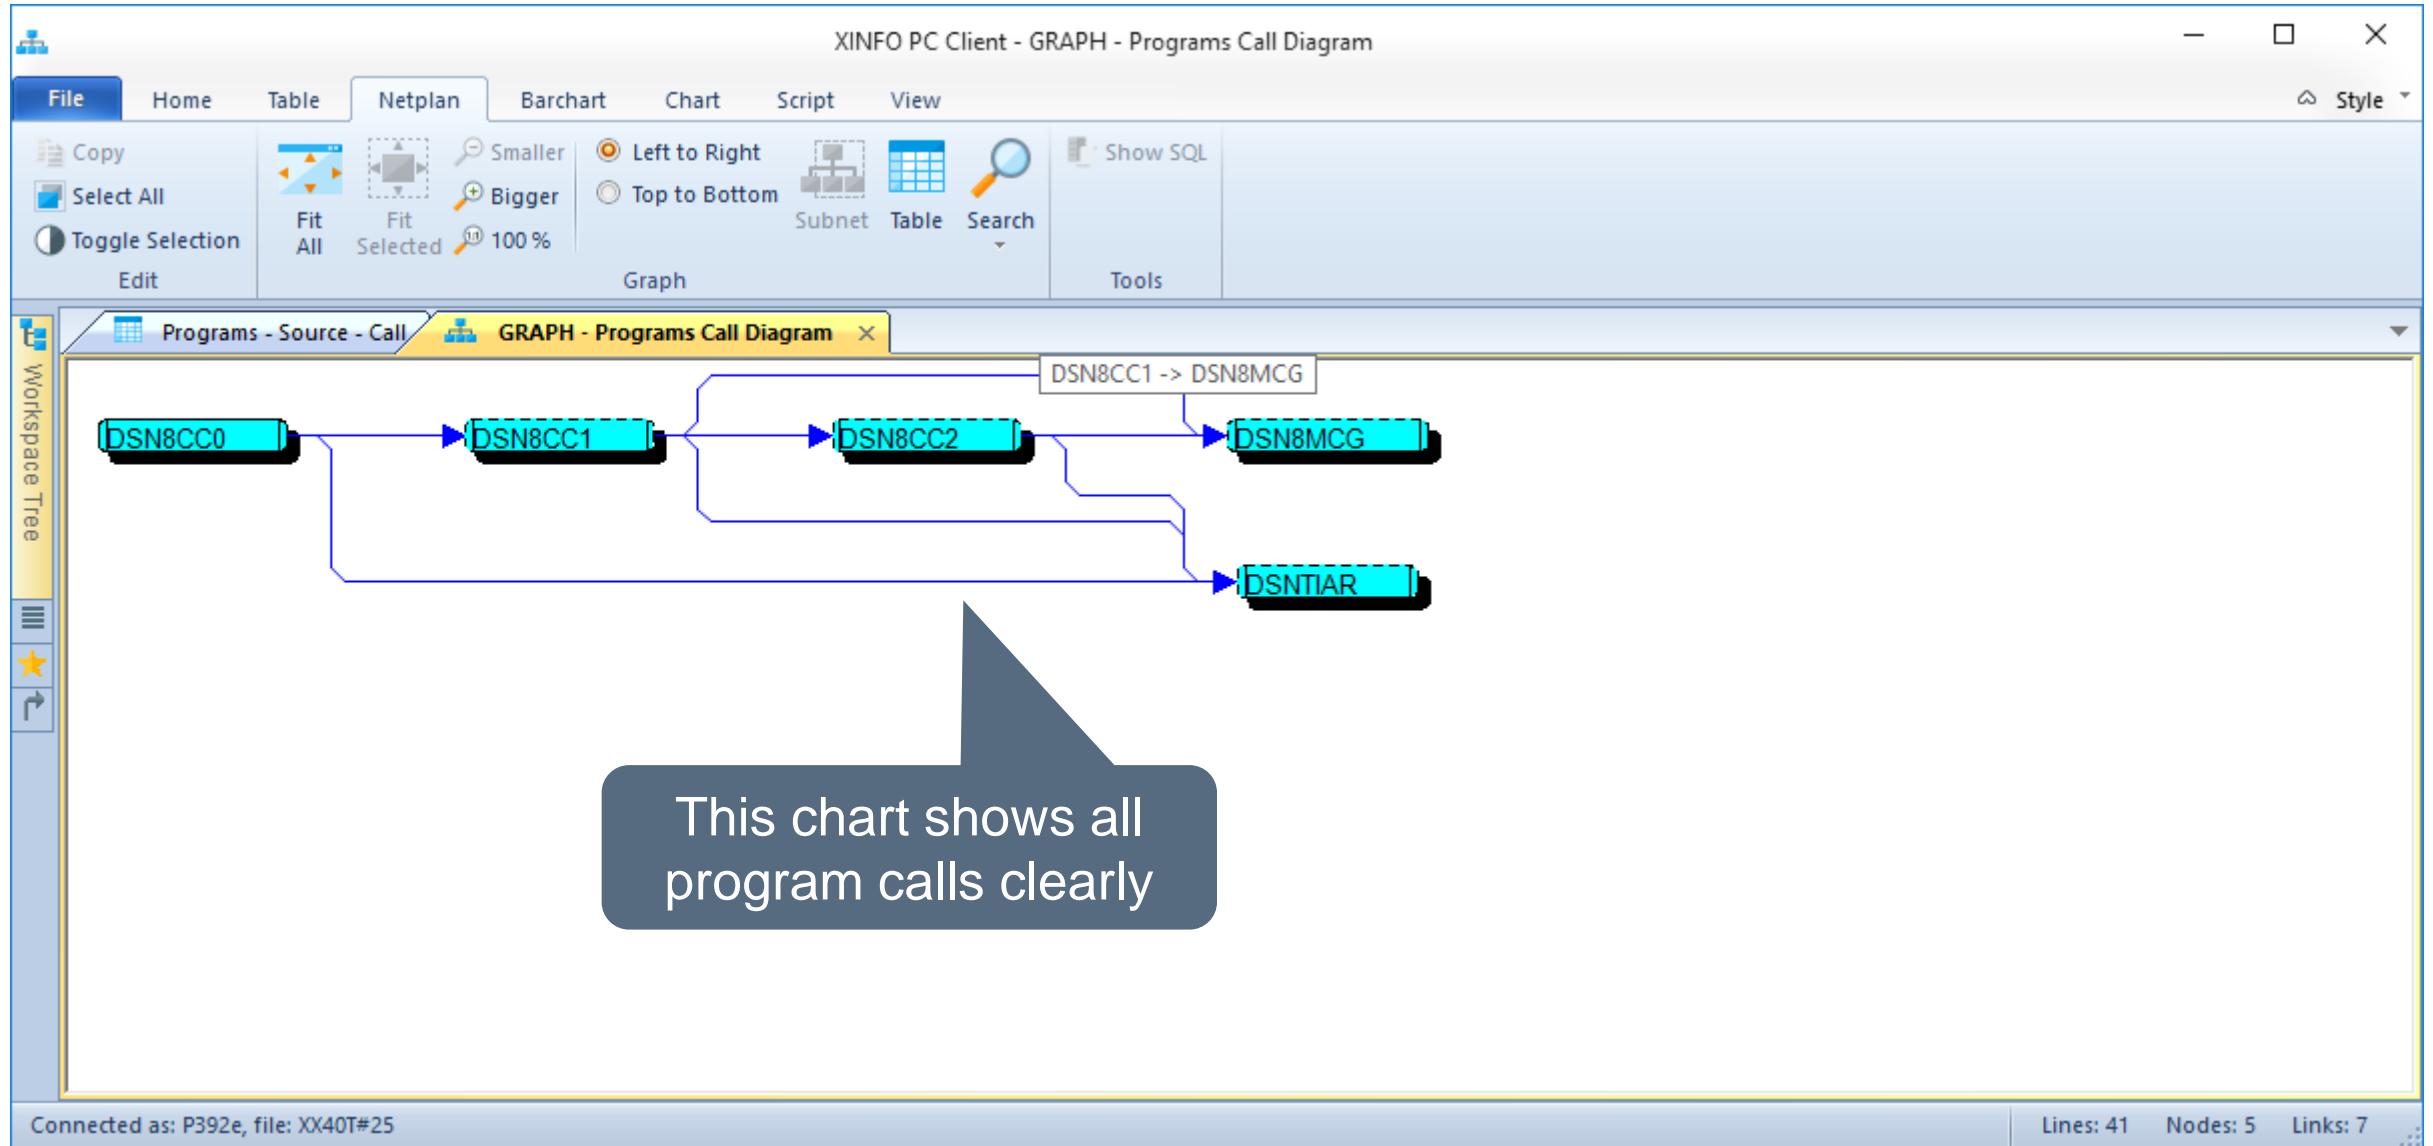 XINFO PC Client - GRAPH - Programs Call Diagram
File Home Table Netplan Barchart Chart Script View Style
Copy
Select All
Toggle Selection
Edit
Fit All
Fit Selected
Smaller
Bigger
100 %
Left to Right
Top to Bottom
Subnet Table Search
Graph
Show SQL
Tools
Programs - Source - Call GRAPH - Programs Call Diagram
Workspace Tree
DSN8CC1 -> DSN8MCG
DSN8CC0 DSN8CC1 DSN8CC2 DSN8MCG
DSNTIAR
This chart shows all
program calls clearly
Connected as: P392e, file: XX40T#25 Lines: 41 Nodes: 5 Links: 7